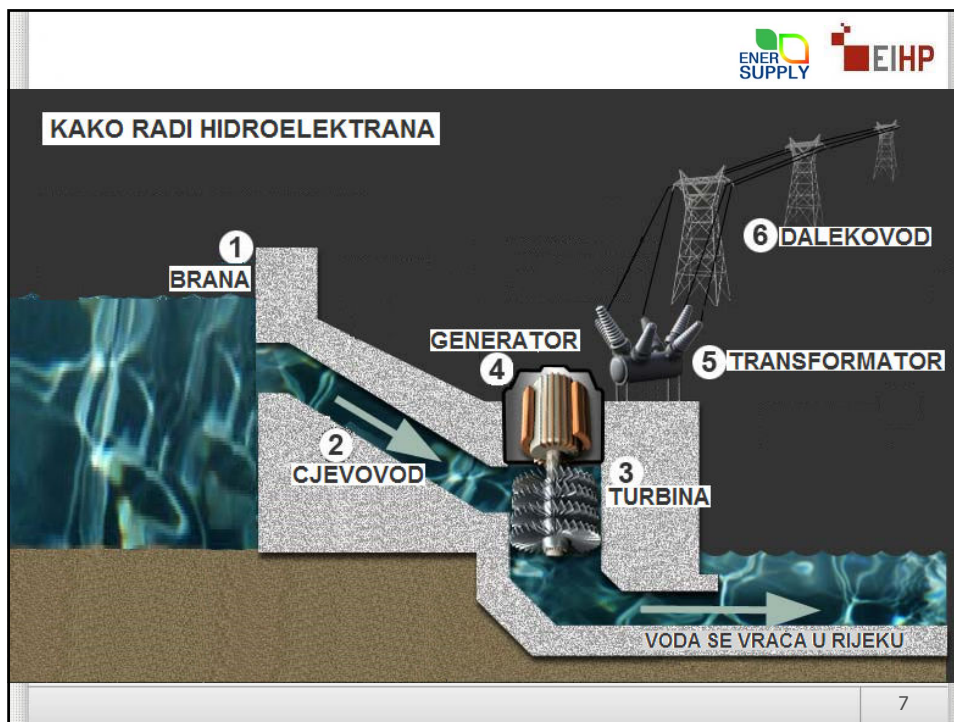 ENER
SUPPLY
EIHP
KAKO RADI HIDROELEKTRANA
1
BRANA
2
CJEVOVOD
GENERATOR
4
3
TURBINA
5 TRANSFORMATOR
6 DALEKOVOD
VODA SE VRAĆA U RIJEKU
7